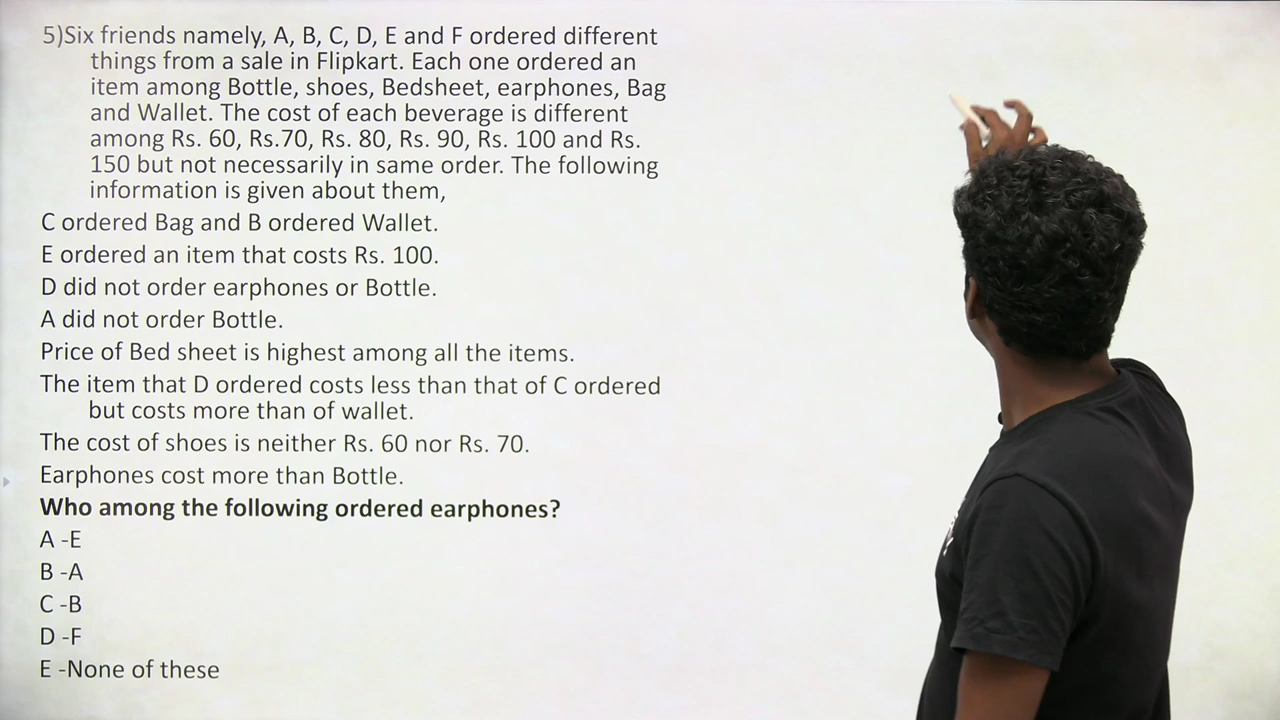 5)Six friends namely, A, B, C, D, E and F ordered different
things from a sale in Flipkart. Each one ordered an
item among Bottle, shoes, Bedsheet, earphones, Bag
and Wallet. The cost of each beverage is different
among Rs. 60, Rs.70, Rs. 80, Rs. 90, Rs. 100 and Rs.
150 but not necessarily in same order. The following
information is given about them,
C ordered Bag and B ordered Wallet.
E ordered an item that costs Rs. 100.
D did not order earphones or Bottle.
A did not order Bottle.
Price of Bed sheet is highest among all the items.
The item that D ordered costs less than that of C ordered
but costs more than of wallet.
The cost of shoes is neither Rs. 60 nor Rs. 70.
Earphones cost more than Bottle.
Who among the following ordered earphones?
A -E
B -A
C -B
D -F
E -None of these